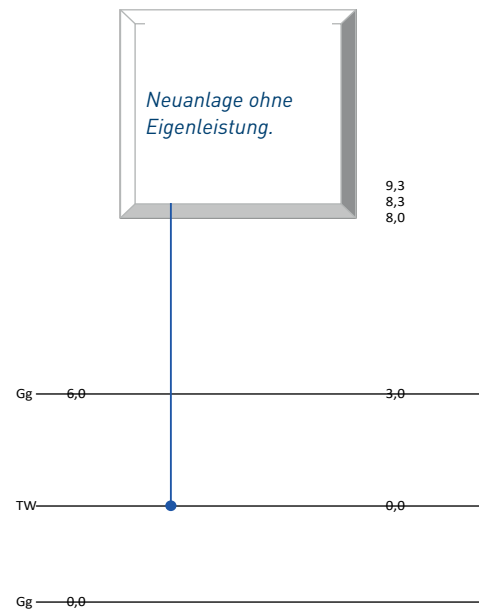 Neuanlage ohne
Eigenleistung.
9,3
8,3
8,0
Gg 6,0 3,0
TW 0,0
Gg 0,0